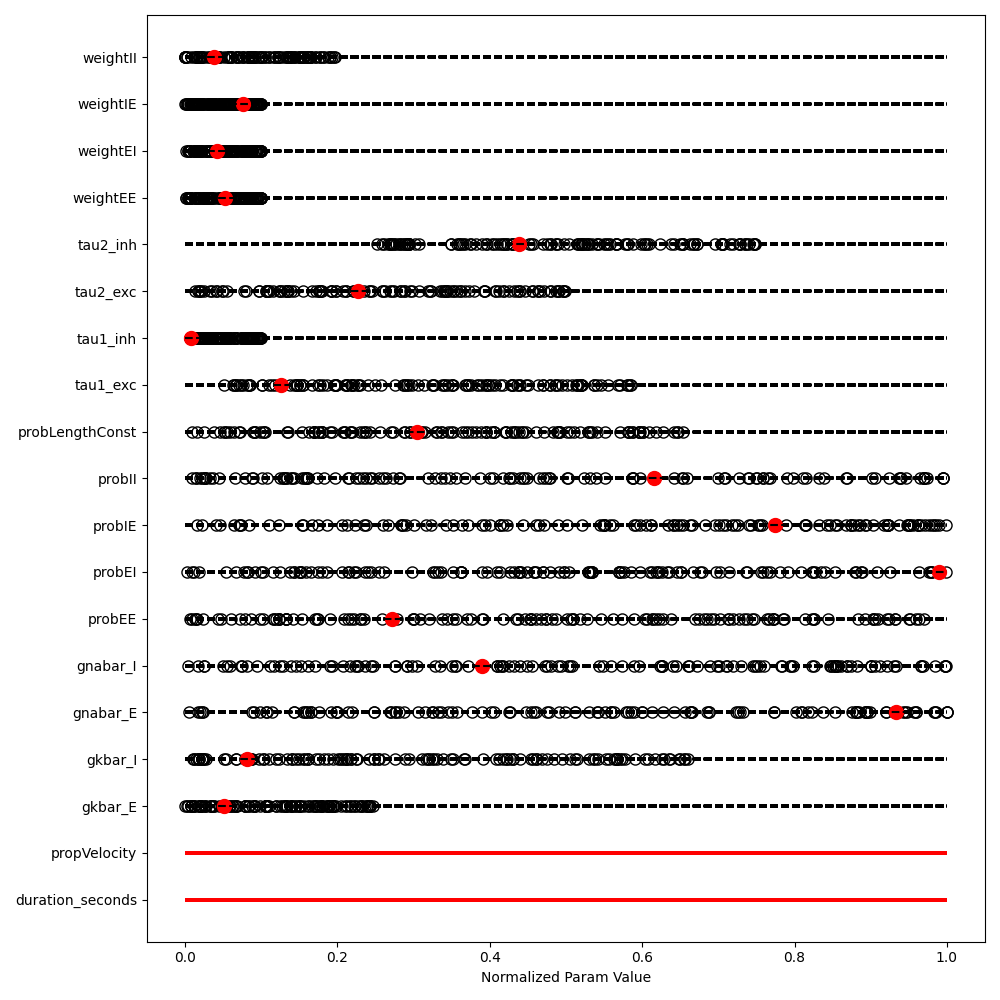 weightII
weightIE
weightEI
weightEE
tau2_inh
tau2_exc
tau1_inh
tau1_exc
probLengthConst
probII
probIE
probEI
probEE
gnabar_I
gnabar_E
gkbar_I
gkbar_E
propVelocity
duration_seconds
0.0 0.2 0.4 0.6 0.8 1.0
Normalized Param Value